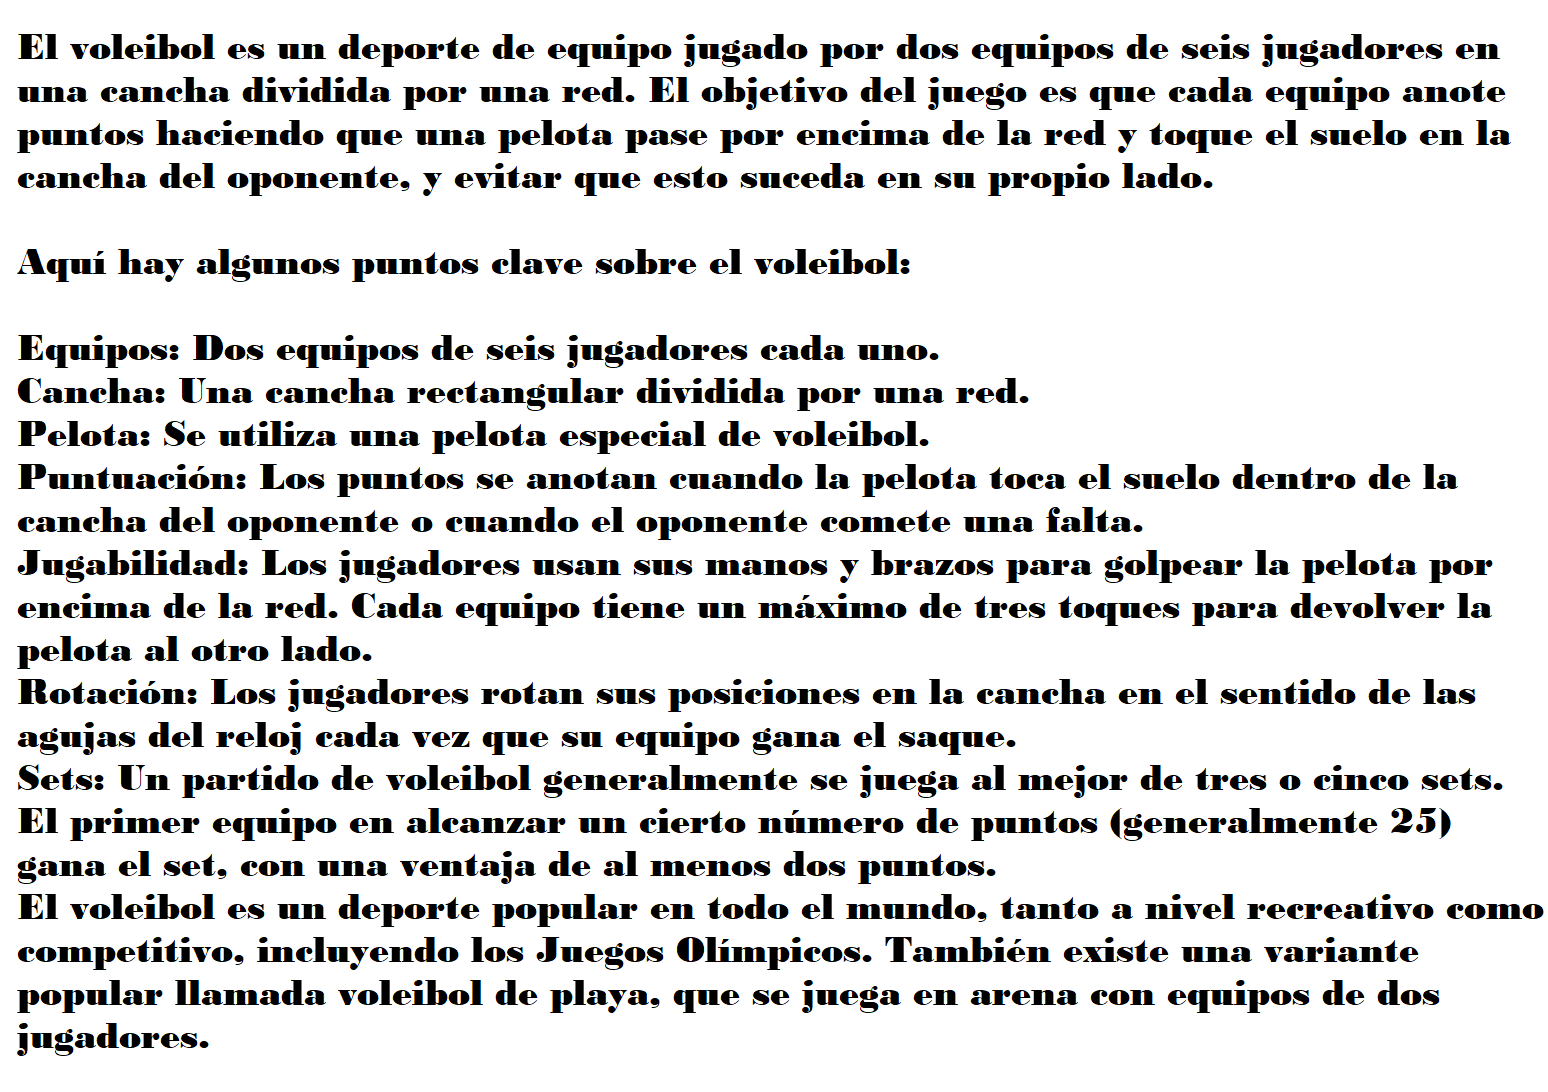 El voleibol es un deporte de equipo jugado por dos equipos de seis jugadores en
una cancha dividida por una red. El objetivo del juego es que cada equipo anote
puntos haciendo que una pelota pase por encima de la red y toque el suelo en la
cancha del oponente, y evitar que esto suceda en su propio lado.
Aquí hay algunos puntos clave sobre el voleibol:
Equipos: Dos equipos de seis jugadores cada uno.
Cancha: Una cancha rectangular dividida por una red.
Pelota: Se utiliza una pelota especial de voleibol.
Puntuación: Los puntos se anotan cuando la pelota toca el suelo dentro de la
cancha del oponente o cuando el oponente comete una falta.
Jugabilidad: Los jugadores usan sus manos y brazos para golpear la pelota por
encima de la red. Cada equipo tiene un máximo de tres toques para devolver la
pelota al otro lado.
Rotación: Los jugadores rotan sus posiciones en la cancha en el sentido de las
agujas del reloj cada vez que su equipo gana el saque.
Sets: Un partido de voleibol generalmente se juega al mejor de tres o cinco sets.
El primer equipo en alcanzar un cierto número de puntos (generalmente 25)
gana el set, con una ventaja de al menos dos puntos.
El voleibol es un deporte popular en todo el mundo, tanto a nivel recreativo como
competitivo, incluyendo los Juegos Olímpicos. También existe una variante
popular llamada voleibol de playa, que se juega en arena con equipos de dos
jugadores.